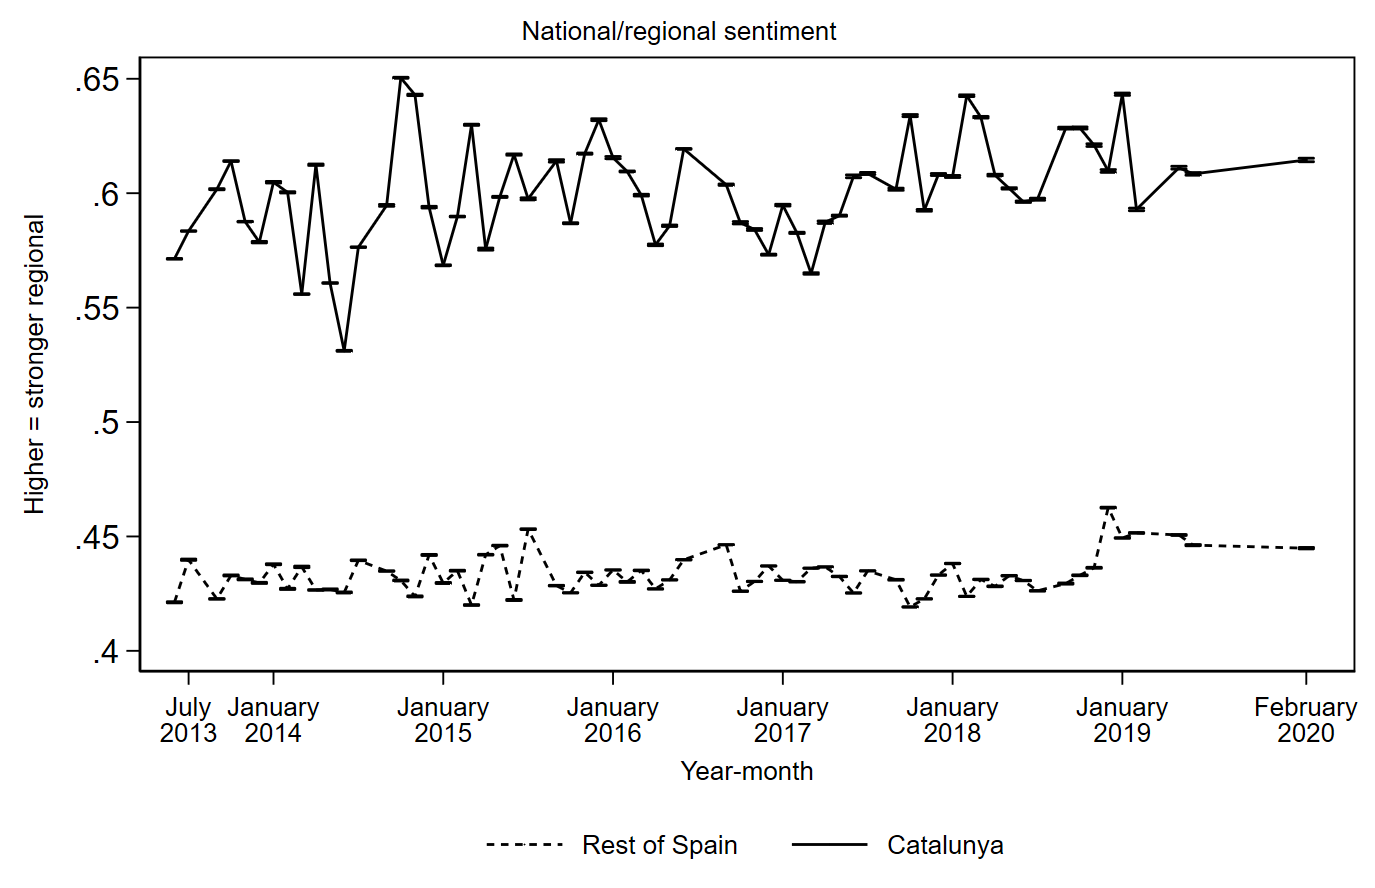 National/regional sentiment
Higher = stronger regional
.65
.6
.55
.5
.45
.4
July 2013
January 2014
January 2015
January 2016
January 2017
January 2018
January 2019
February 2020
Year-month
Rest of Spain
Catalunya